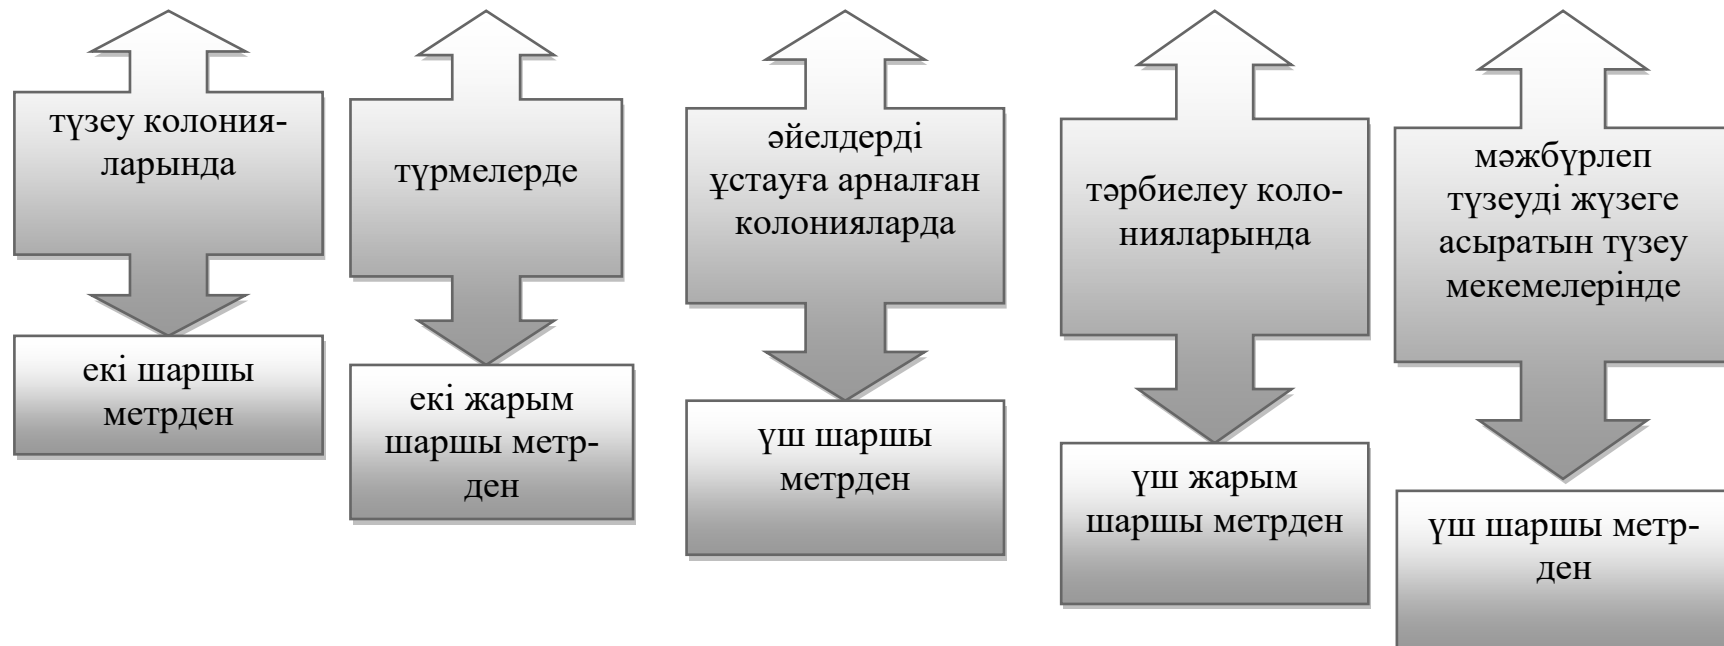 түзеу колония-
ларында
екі шаршы
метрден
түрмелерде
екі жарым
шаршы метр-
ден
әйелдерді
ұстауға арналған
колонияларда
үш шаршы
метрден
тәрбиелеу коло-
нияларында
үш жарым
шаршы метрден
мәжбүрлеп
түзеуді жүзеге
асыратын түзеу
мекемелерінде
үш шаршы метр-
ден